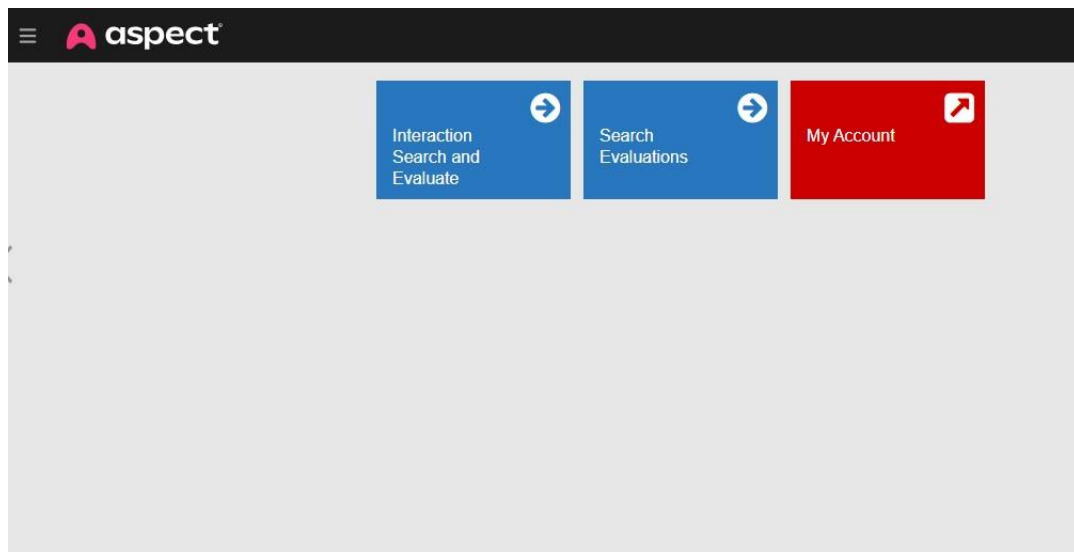 aspect
Interaction
Search and
Evaluate
Search
Evaluations
My Account